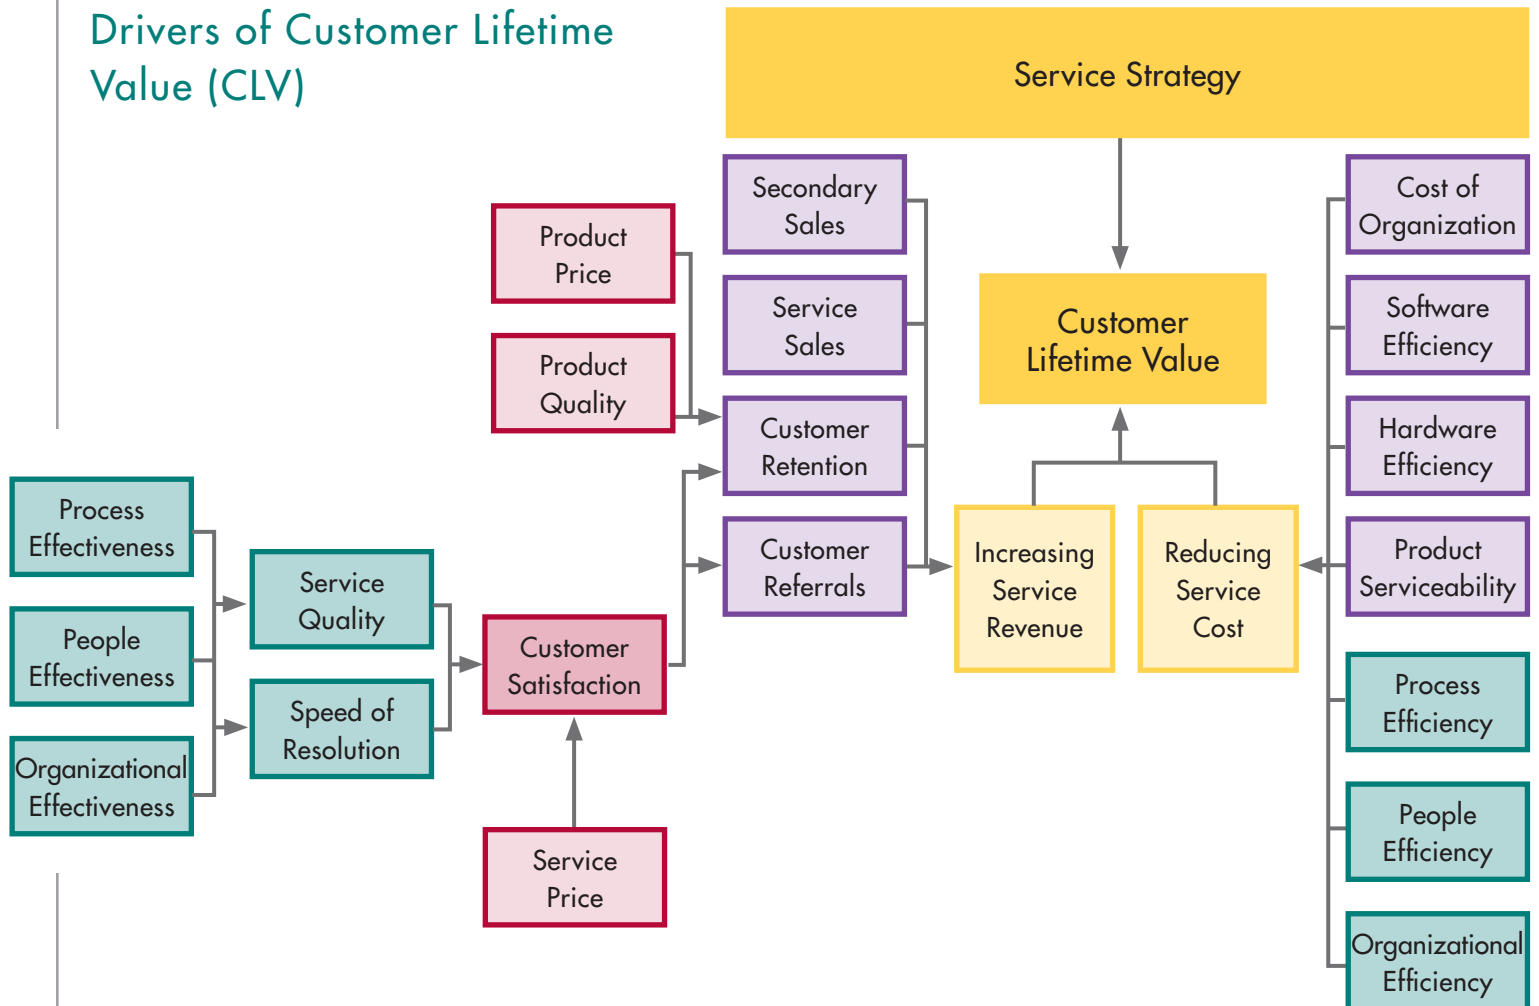 Drivers of Customer Lifetime
Value (CLV)
Service Strategy
Secondary
Sales
Cost of
Organization
Product
Price
Service
Sales
Customer
Lifetime Value
Software
Efficiency
Product
Quality
Customer
Retention
Hardware
Efficiency
Process
Effectiveness
Service
Quality
Customer
Referrals
Increasing
Service
Revenue
Reducing
Service
Cost
Product
Serviceability
People
Effectiveness
Customer
Satisfaction
Process
Efficiency
Speed of
Resolution
Organizational
Effectiveness
People
Efficiency
Service
Price
Organizational
Efficiency